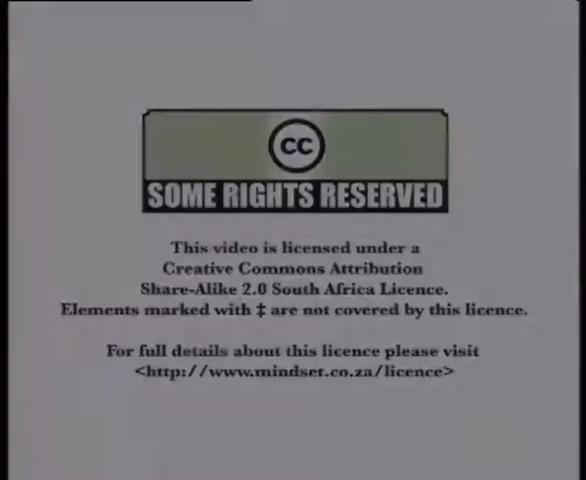 CC
SOME RIGHTS RESERVED
This video is licensed under a
Creative Commons Attribution
Share-Alike 2.0 South Africa Licence.
Elements marked with ‡ are not covered by this licence.
For full details about this licence please visit
<http://www.mindset.co.za/licence>